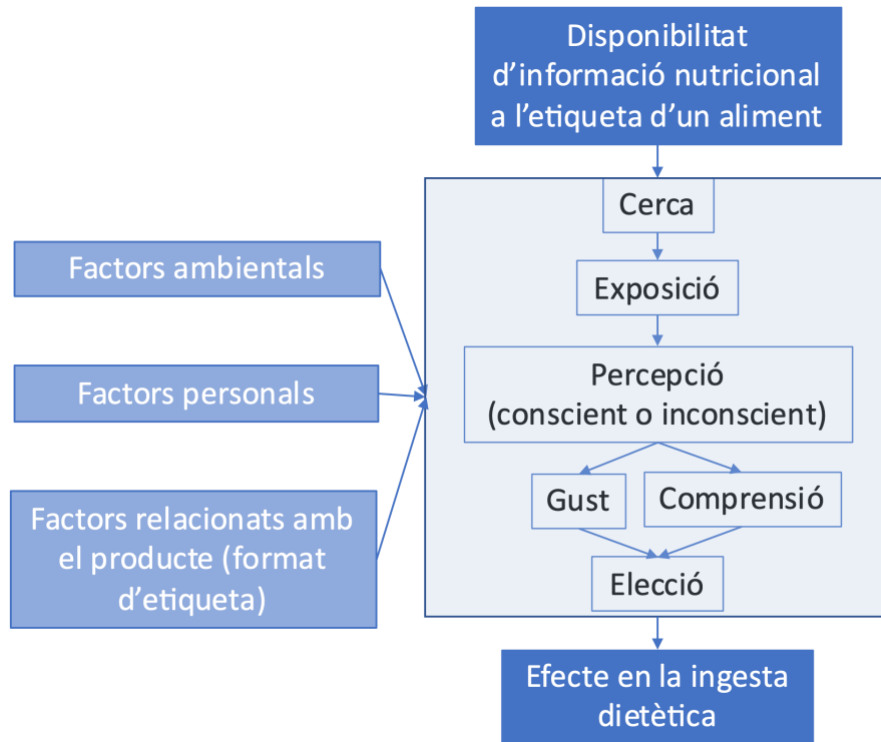 Disponibilitat
d’informació nutricional
a l’etiqueta d’un aliment
Cerca
Exposició
Percepció
(conscient o inconscient)
Gust
Comprensió
Elecció
Factors ambientals
Factors personals
Factors relacionats amb
el producte (format
d’etiqueta)
Efecte en la ingesta
dietètica